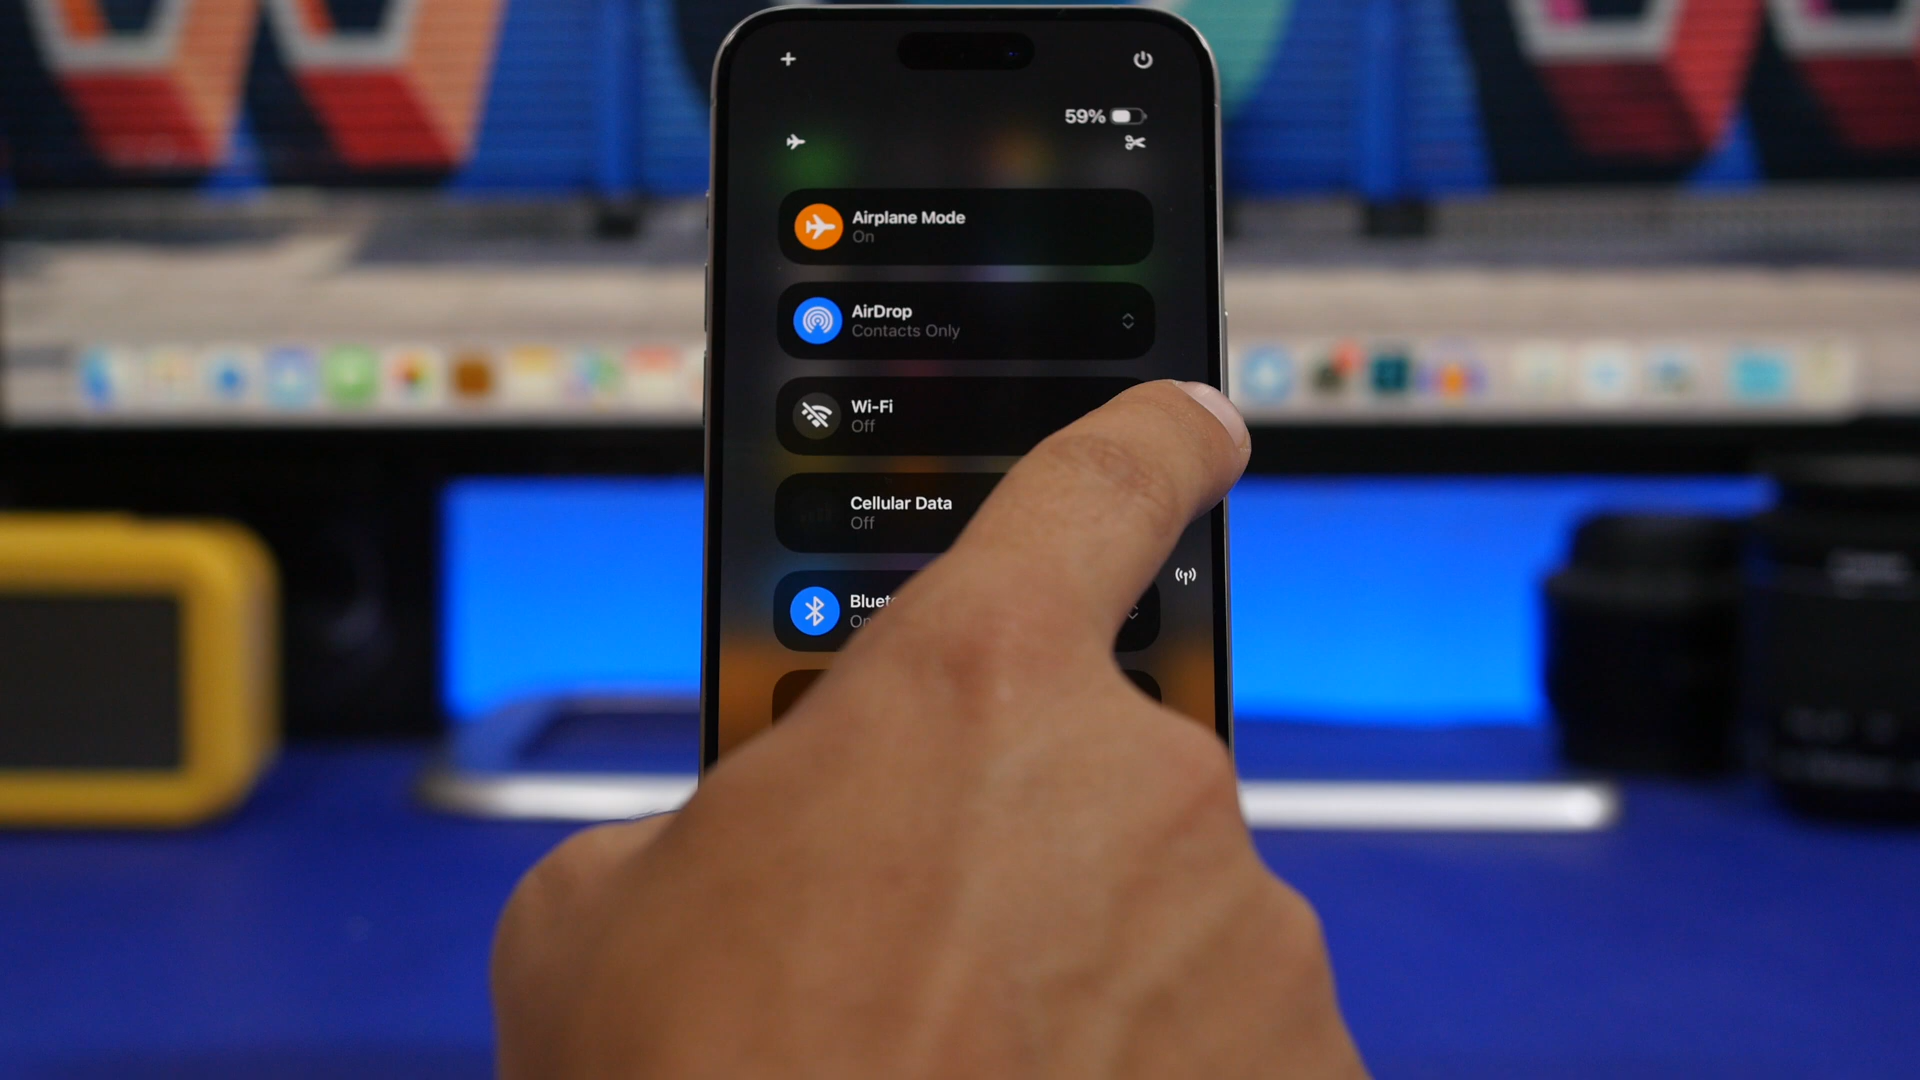 59%
Airplane Mode
On
AirDrop
Contacts Only
Wi-Fi
Off
Cellular Data
Off